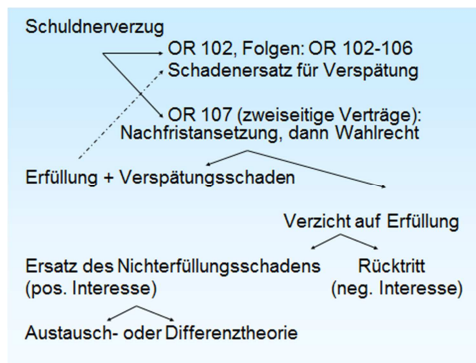 Schuldnerverzug
OR 102, Folgen: OR 102-106
Schadenersatz für Verspätung
OR 107 (zweiseitige Verträge):
Nachfristansetzung, dann Wahlrecht
Erfüllung + Verspätungsschaden
Verzicht auf Erfüllung
Ersatz des Nichterfüllungsschadens
(pos. Interesse)
Rücktritt
(neg. Interesse)
Austausch- oder Differenztheorie